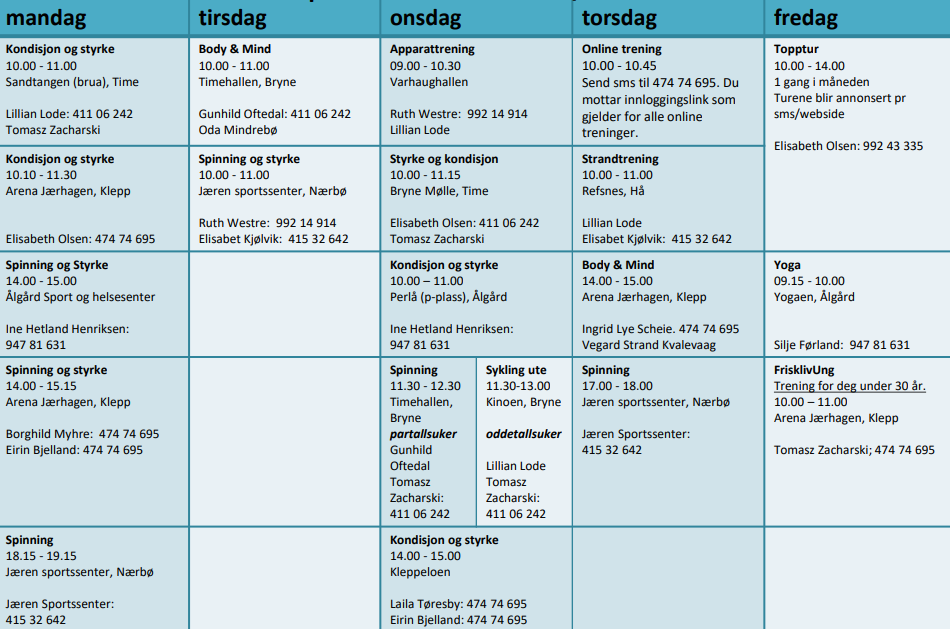 mandag
tirsdag
onsdag
torsdag
fredag
Kondisjon og styrke
10.00 - 11.00
Sandtangen (brua), Time
Lillian Lode: 411 06 242
Tomasz Zacharski
Body & Mind
10.00 - 11.00
Timehallen, Bryne
Gunhild Oftedal: 411 06 242
Oda Mindrebø
Apparattrening
09.00 - 10.30
Varhaughallen
Ruth Westre:  992 14 914
Lillian Lode
Online trening
10.00 - 10.45
Send sms til 474 74 695. Du
mottar innloggingslink som
gjelder for alle online
treninger.
Topptur
10.00 - 14.00
1 gang i måneden
Turene blir annonsert pr
sms/webside
Elisabeth Olsen: 992 43 335
Kondisjon og styrke
10.10 - 11.30
Arena Jærhagen, Klepp
Elisabeth Olsen: 474 74 695
Spinning og styrke
10.00 - 11.00
Jæren sportssenter, Nærbø
Ruth Westre:  992 14 914
Elisabet Kjølvik:  415 32 642
Styrke og kondisjon
10.00 - 11.15
Bryne Mølle, Time
Elisabeth Olsen: 411 06 242
Tomasz Zacharski
Strandtrening
10.00 - 11.00
Refsnes, Hå
Lillian Lode
Elisabet Kjølvik:  415 32 642
Spinning og Styrke
14.00 - 15.00
Ålgård Sport og helsesenter
Ine Hetland Henriksen:
947 81 631
Kondisjon og styrke
10.00 – 11.00
Perlå (p-plass), Ålgård
Ine Hetland Henriksen:
947 81 631
Body & Mind
14.00 - 15.00
Arena Jærhagen, Klepp
Ingrid Lye Scheie. 474 74 695
Vegard Strand Kvalevaag
Yoga
09.15 - 10.00
Yogaen, Ålgård
Silje Førland:  947 81 631
Spinning og styrke
14.00 - 15.15
Arena Jærhagen, Klepp
Borghild Myhre:  474 74 695
Eirin Bjelland: 474 74 695
Spinning
11.30 - 12.30
Timehallen,
Bryne
partallsuker
Gunhild
Oftedal
Tomasz
Zacharski:
411 06 242
Sykling ute
11.30-13.00
Kinoen, Bryne
oddetallsuker
Lillian Lode
Tomasz
Zacharski:
411 06 242
Spinning
17.00 - 18.00
Jæren sportssenter, Nærbø
Jæren Sportssenter:
415 32 642
FrisklivUng
Trening for deg under 30 år.
10.00 – 11.00
Arena Jærhagen, Klepp
Tomasz Zacharski; 474 74 695
Spinning
18.15 - 19.15
Jæren sportssenter, Nærbø
Jæren Sportssenter:
415 32 642
Kondisjon og styrke
14.00 - 15.00
Kleppeloen
Laila Tøresby: 474 74 695
Eirin Bjelland: 474 74 695